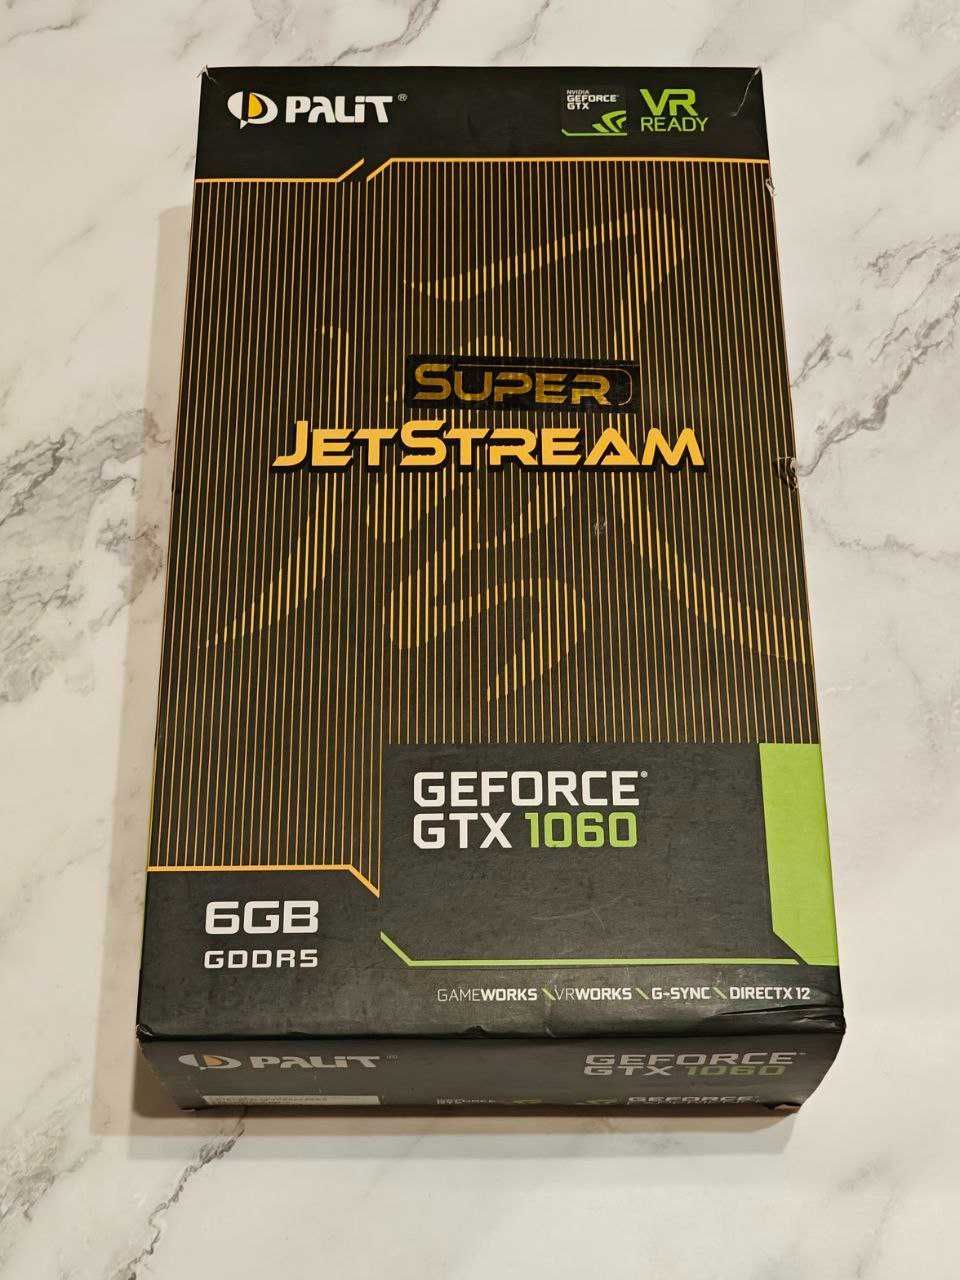 PALiT®
NVIDIA
GEFORCE
GTX
VR
READY
SUPER
JETSTREAM
GEFORCE®
GTX 1060
6GB
GDDR5
GAMEWORKS \ VRWORKS \ G-SYNC \ DIRECTX 12
PALiT®
GEFORCE®
GTX 1060
GEFORCE